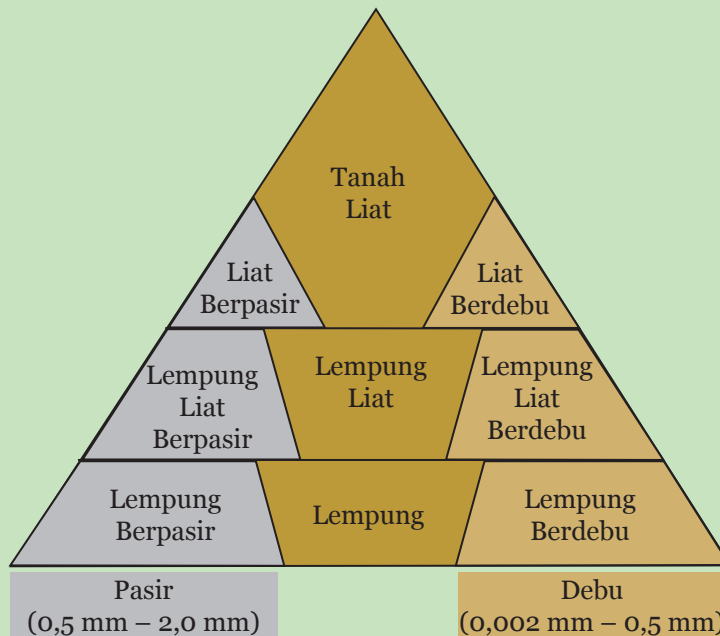 Tanah
Liat
Liat
Berpasir
Liat
Berdebu
Lempung
Liat
Berpasir
Lempung
Liat
Lempung
Liat
Berdebu
Lempung
Berpasir
Lempung
Lempung
Berdebu
Pasir
(0,5 mm – 2,0 mm)
Debu
(0,002 mm – 0,5 mm)